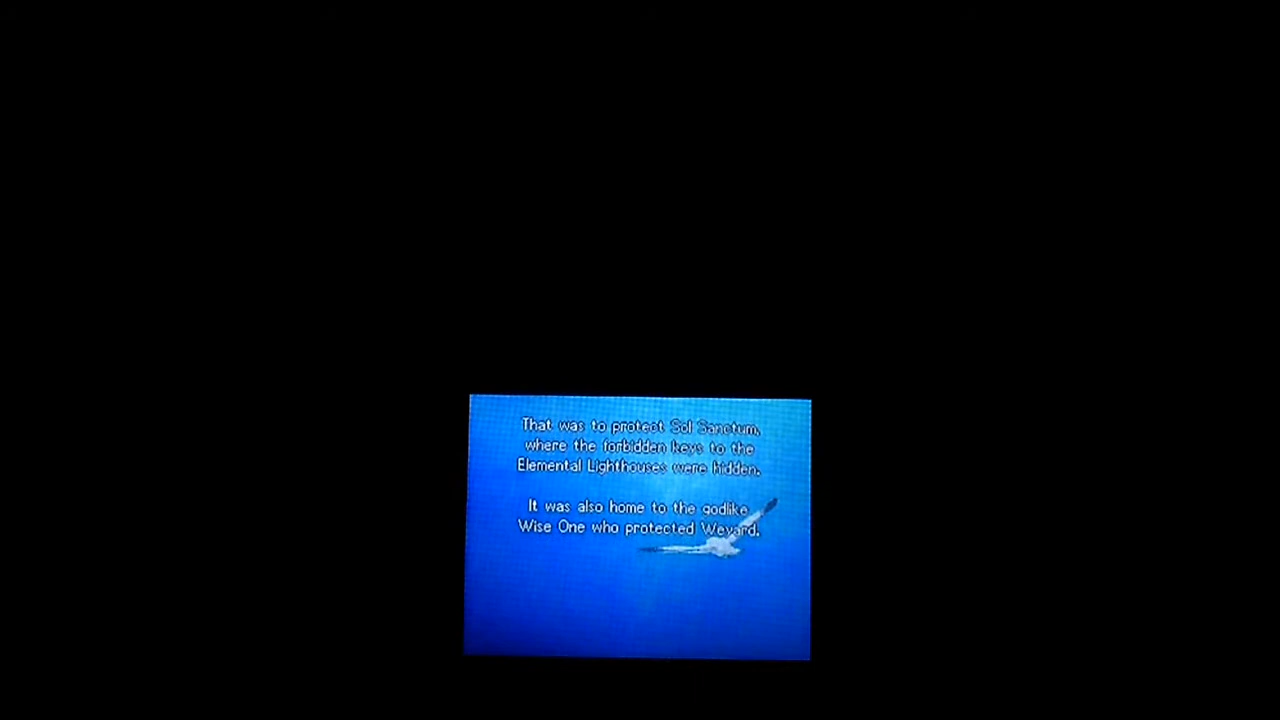 That was to protect Sol Sanctum,
where the forbidden keys to the
Elemental Lighthouses were hidden.
It was also home to the godlike
Wise One who protected Weyard.